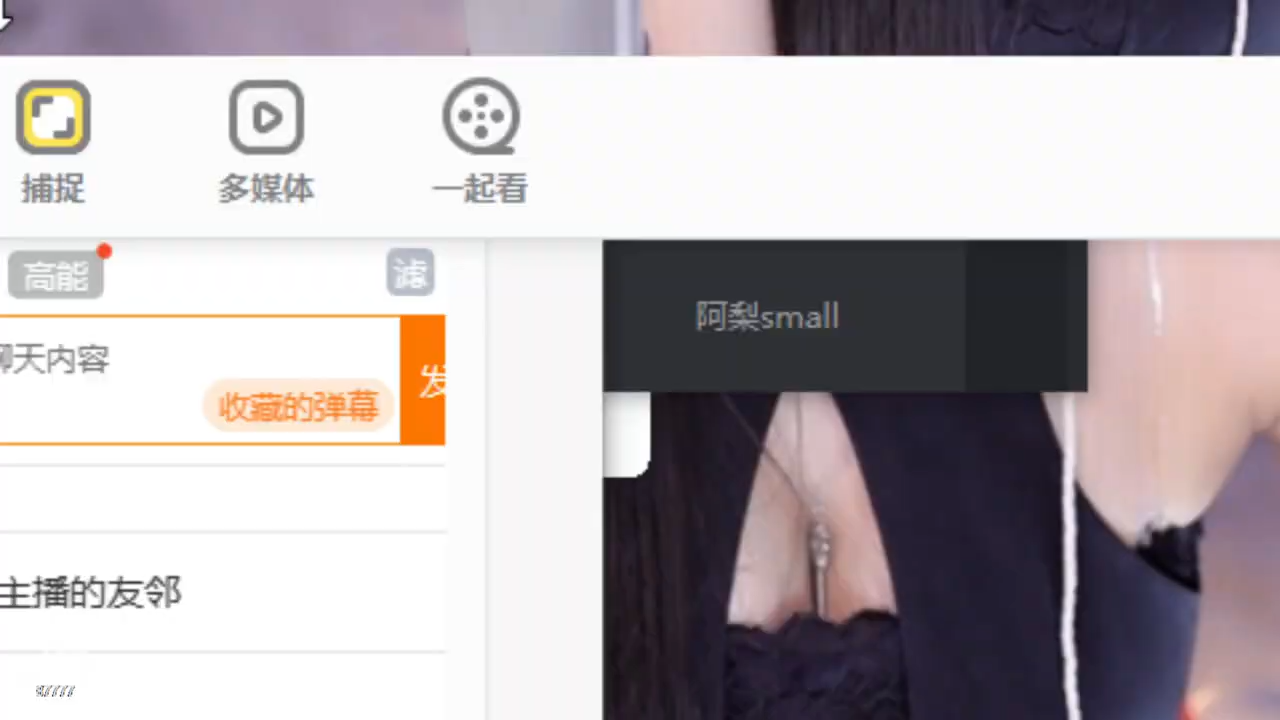 捕捉
多媒体
一起看
高能
滤
阿梨small
聊天内容
发
收藏的弹幕
主播的友邻